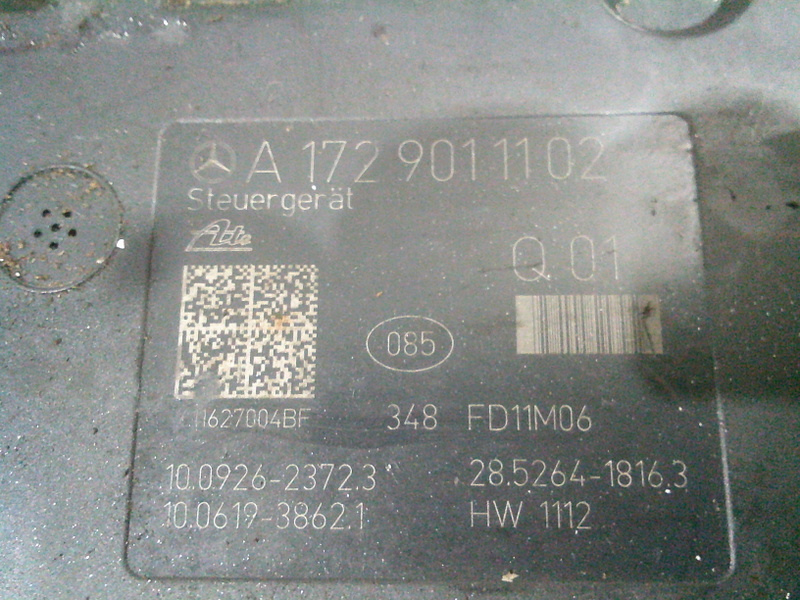 A 172 901 11 02
Steuergerät
Ate
Q 01
085
348 FD11M06
10.0926-2372.3 28.5264-1816.3
10.0619-3862.1 HW 1112